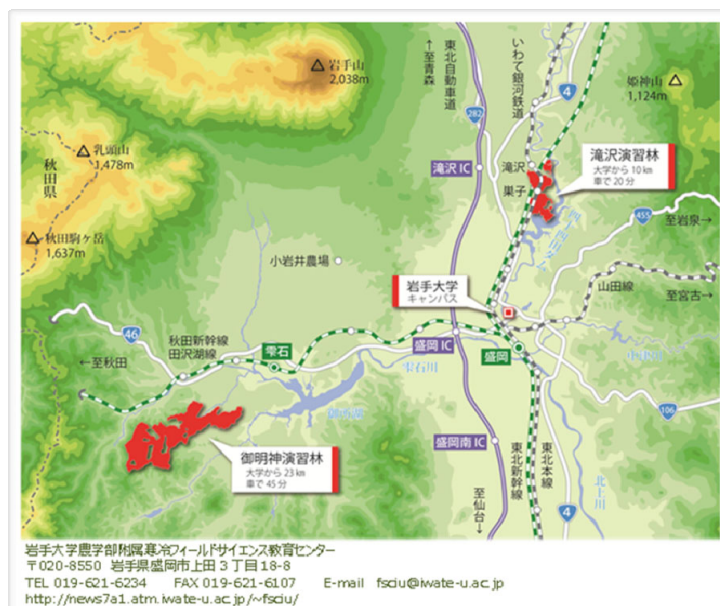 岩手山
2,038m
↑至青森
東北自動車道
いわて銀河鉄道
4
姫神山
1,124m
282
乳頭山
1,478m
秋田県
滝沢IC
滝沢
巣子
滝沢演習林
大学から10km
車で20分
四十四田ダム
455
至岩泉→
秋田駒ヶ岳
1,637m
小岩井農場
岩手大学
キャンパス
山田線
至宮古→
46
秋田新幹線
田沢湖線
雫石
盛岡IC
盛岡
←至秋田
雫石川
御所湖
中津川
106
御明神演習林
大学から23km
車で45分
盛岡南IC
東北新幹線
東北本線
北上川
至仙台↓
4
岩手大学農学部附属寒冷フィールドサイエンス教育センター
〒020-8550 岩手県盛岡市上田3丁目18-8
TEL 019-621-6234 FAX 019-621-6107 E-mail fsciu@iwate-u.ac.jp
http://news7a1.atm.iwate-u.ac.jp/~fsciu/